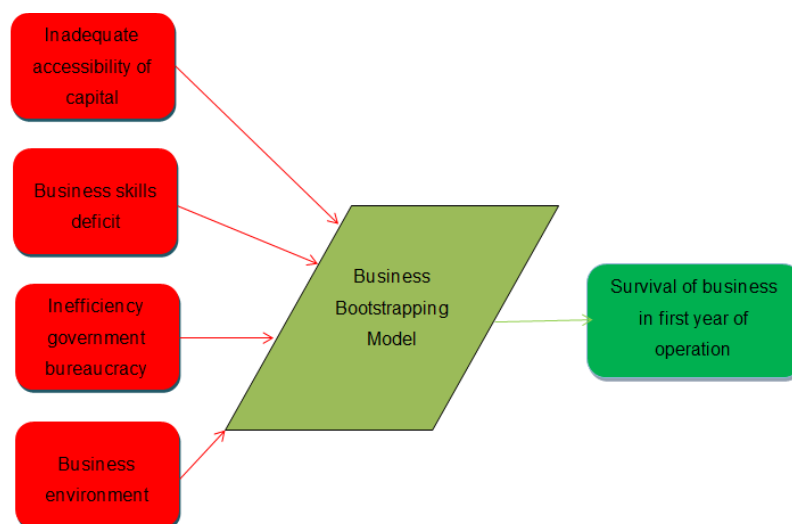 Inadequate
accessibility of
capital
Business skills
deficit
Inefficiency
government
bureaucracy
Business
environment
Business
Bootstrapping
Model
Survival of business
in first year of
operation